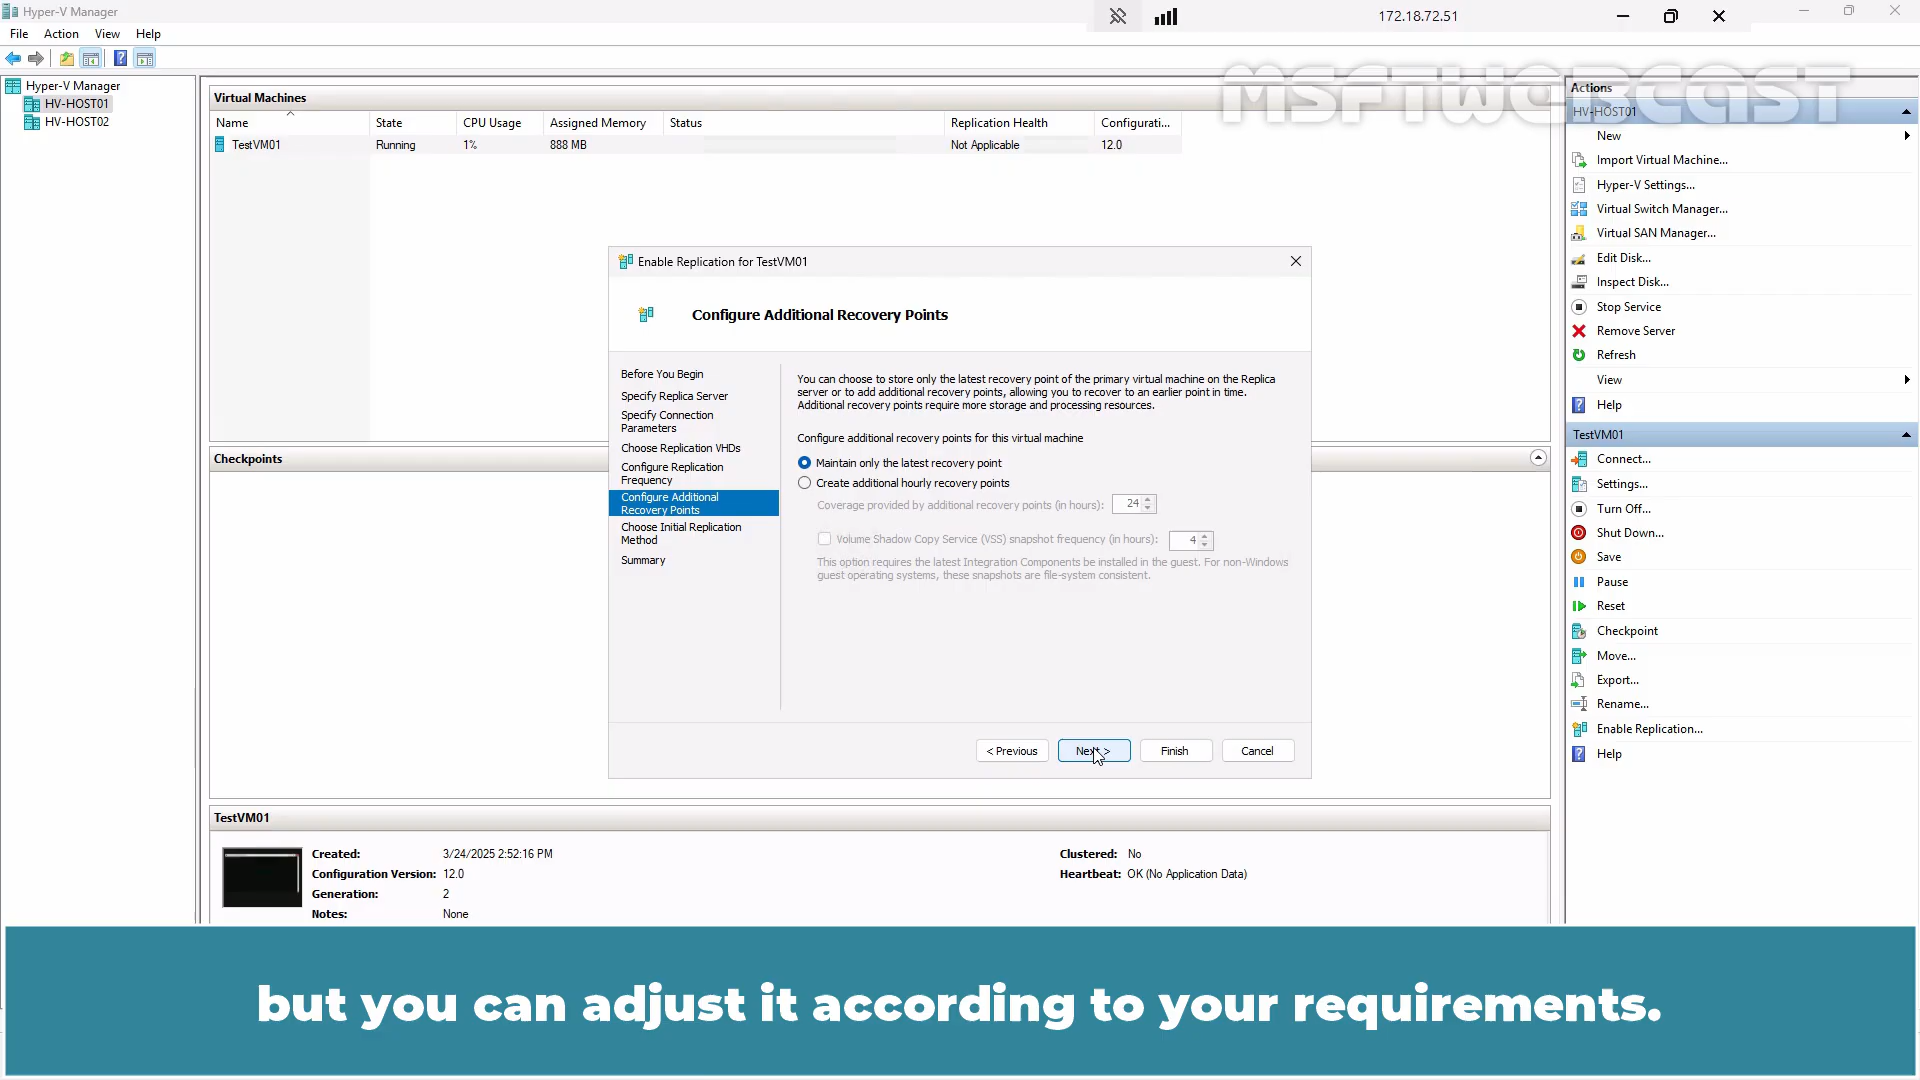 Hyper-V Manager
172.18.72.51
File Action View Help
MSFTWEBCAST
Hyper-V Manager
HV-HOST01
HV-HOST02
Virtual Machines
Name State CPU Usage Assigned Memory Status Replication Health Configurati...
TestVM01 Running 1% 888 MB Not Applicable 12.0
Checkpoints
Enable Replication for TestVM01
Configure Additional Recovery Points
Before You Begin
Specify Replica Server
Specify Connection
Parameters
Choose Replication VHDs
Configure Replication
Frequency
Configure Additional
Recovery Points
Choose Initial Replication
Method
Summary
You can choose to store only the latest recovery point of the primary virtual machine on the Replica
server or to add additional recovery points, allowing you to recover to an earlier point in time.
Additional recovery points require more storage and processing resources.
Configure additional recovery points for this virtual machine
Maintain only the latest recovery point
Create additional hourly recovery points
Coverage provided by additional recovery points (in hours): 24
Volume Shadow Copy Service (VSS) snapshot frequency (in hours): 4
This option requires the latest Integration Components be installed in the guest. For non-Windows
guest operating systems, these snapshots are file-system consistent.
< Previous Next > Finish Cancel
TestVM01
Created: 3/24/2025 2:52:16 PM
Configuration Version: 12.0
Generation: 2
Notes: None
Clustered: No
Heartbeat: OK (No Application Data)
Actions
HV-HOST01
New
Import Virtual Machine...
Hyper-V Settings...
Virtual Switch Manager...
Virtual SAN Manager...
Edit Disk...
Inspect Disk...
Stop Service
Remove Server
Refresh
View
Help
TestVM01
Connect...
Settings...
Turn Off...
Shut Down...
Save
Pause
Reset
Checkpoint
Move...
Export...
Rename...
Enable Replication...
Help
but you can adjust it according to your requirements.